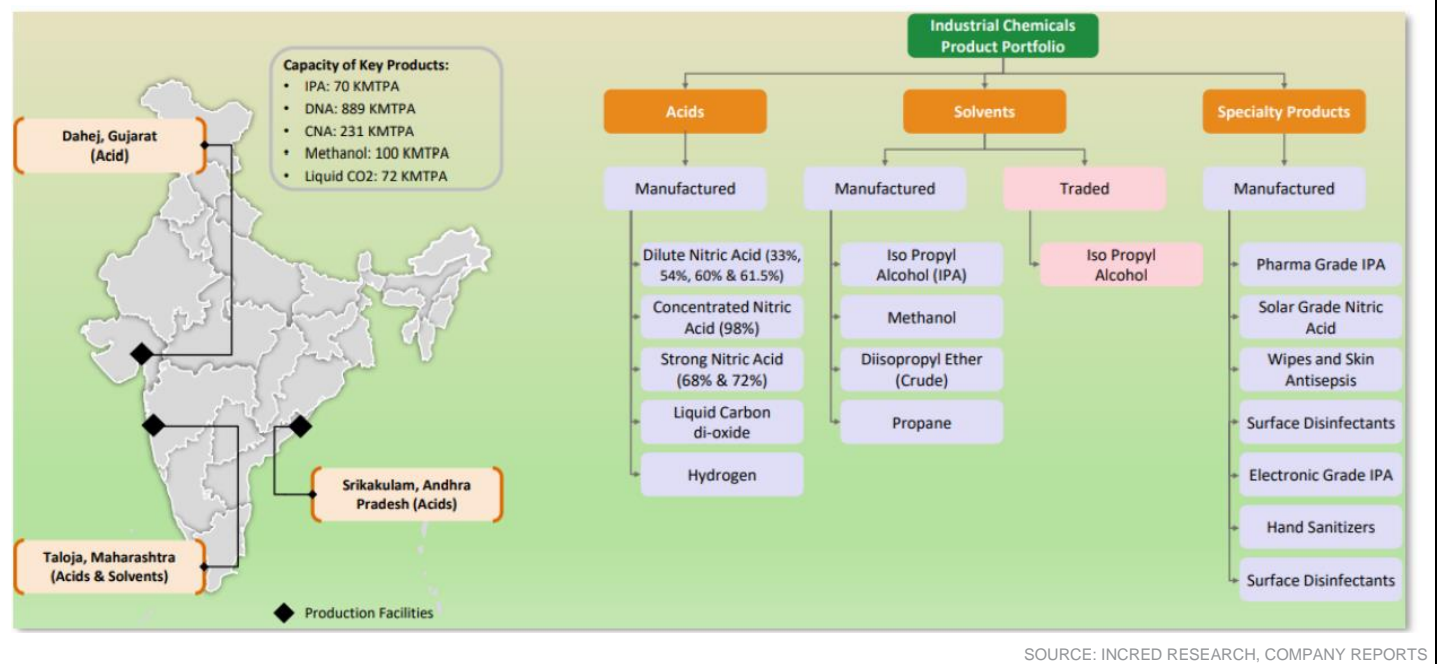 Capacity of Key Products:
• IPA: 70 KMTPA
• DNA: 889 KMTPA
• CNA: 231 KMTPA
• Methanol: 100 KMTPA
• Liquid CO2: 72 KMTPA
Dahej, Gujarat
(Acid)
Srikakulam, Andhra
Pradesh (Acids)
Taloja, Maharashtra
(Acids & Solvents)
Production Facilities
Industrial Chemicals
Product Portfolio
Acids
Manufactured
Dilute Nitric Acid (33%,
54%, 60% & 61.5%)
Concentrated Nitric
Acid (98%)
Strong Nitric Acid
(68% & 72%)
Liquid Carbon
di-oxide
Hydrogen
Solvents
Manufactured
Iso Propyl
Alcohol (IPA)
Methanol
Diisopropyl Ether
(Crude)
Propane
Traded
Iso Propyl
Alcohol
Specialty Products
Manufactured
Pharma Grade IPA
Solar Grade Nitric
Acid
Wipes and Skin
Antisepsis
Surface Disinfectants
Electronic Grade IPA
Hand Sanitizers
Surface Disinfectants
SOURCE: INCRED RESEARCH, COMPANY REPORTS